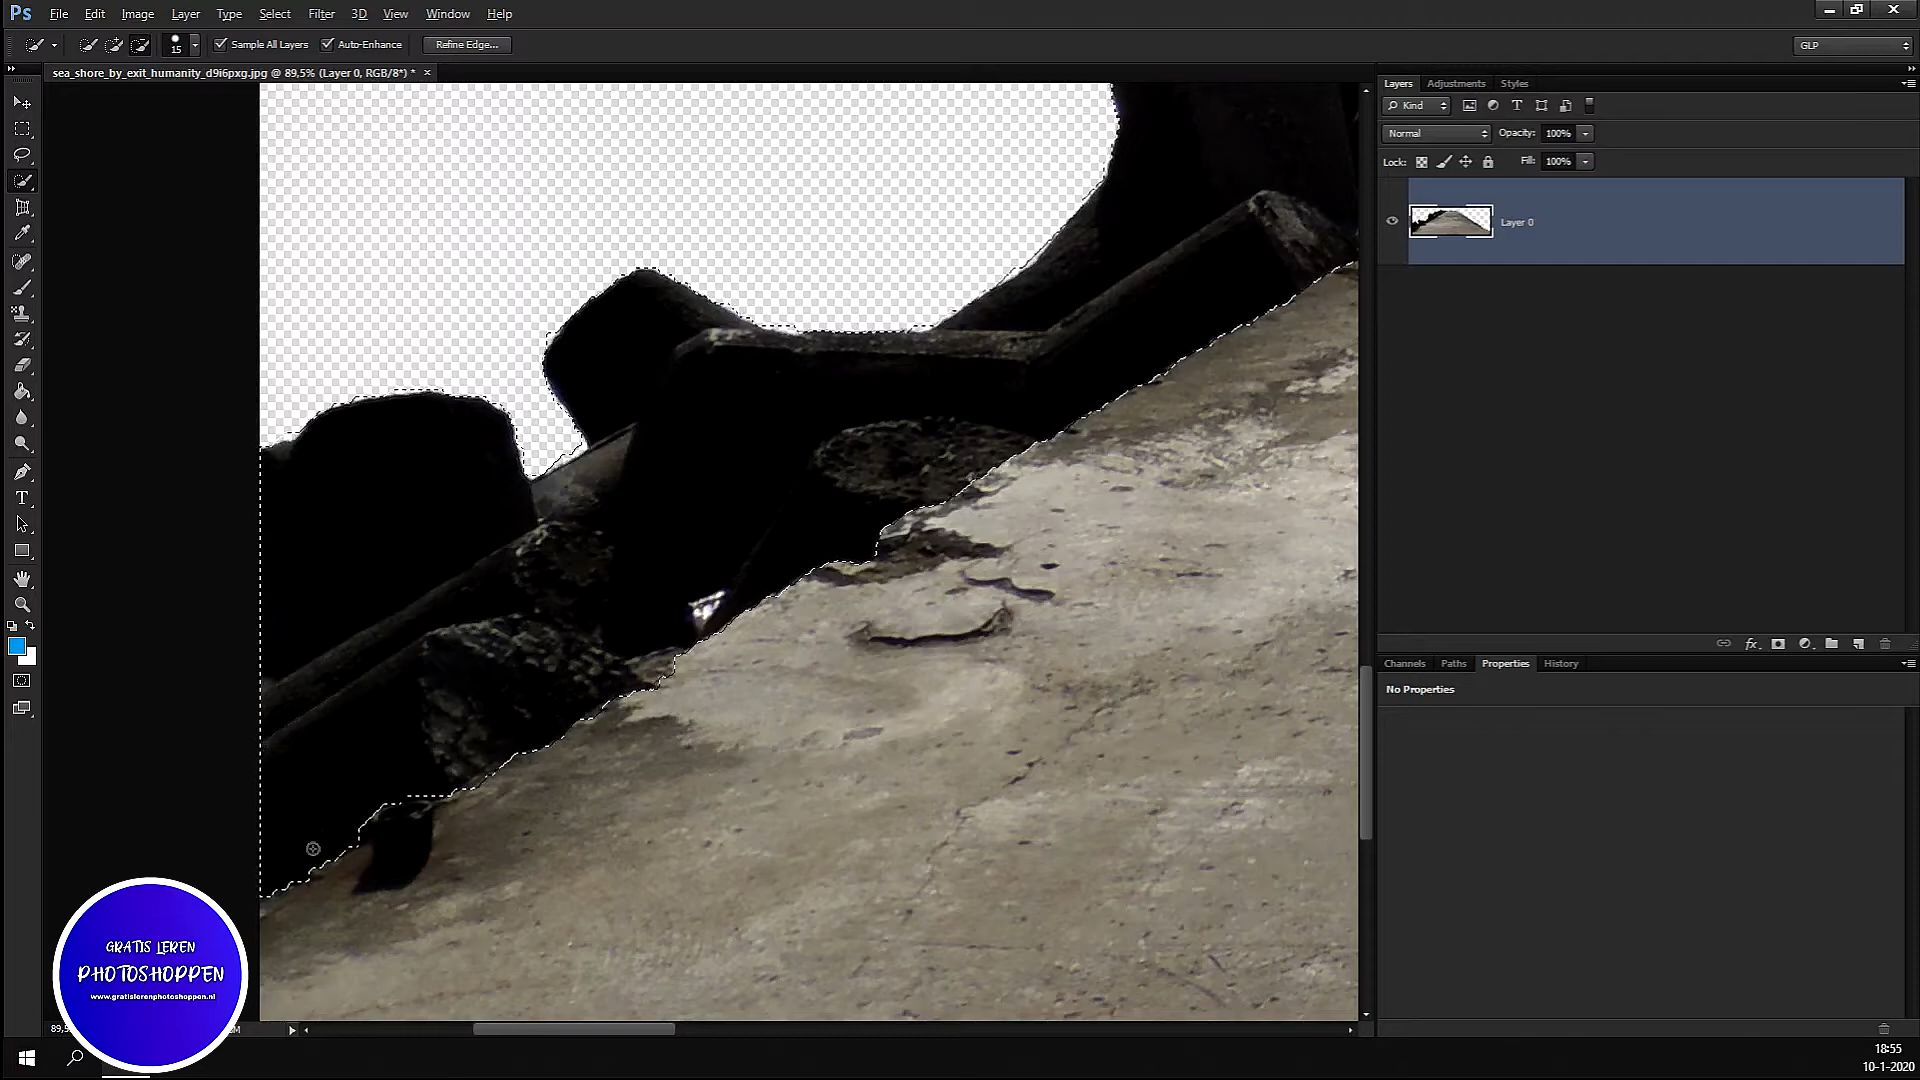 Ps File Edit Image Layer Type Select Filter 3D View Window Help
15 Sample All Layers Auto-Enhance Refine Edge... GLP
sea_shore_by_exit_humanity_d9i6pxg.jpg @ 89,5% (Layer 0, RGB/8*) * ×
Layers Adjustments Styles
Kind
Normal Opacity: 100%
Lock: Fill: 100%
Layer 0
Channels Paths Properties History
No Properties
GRATIS LEREN
PHOTOSHOPPEN
www.gratislerenphotoshoppen.nl
18:55
10-1-2020